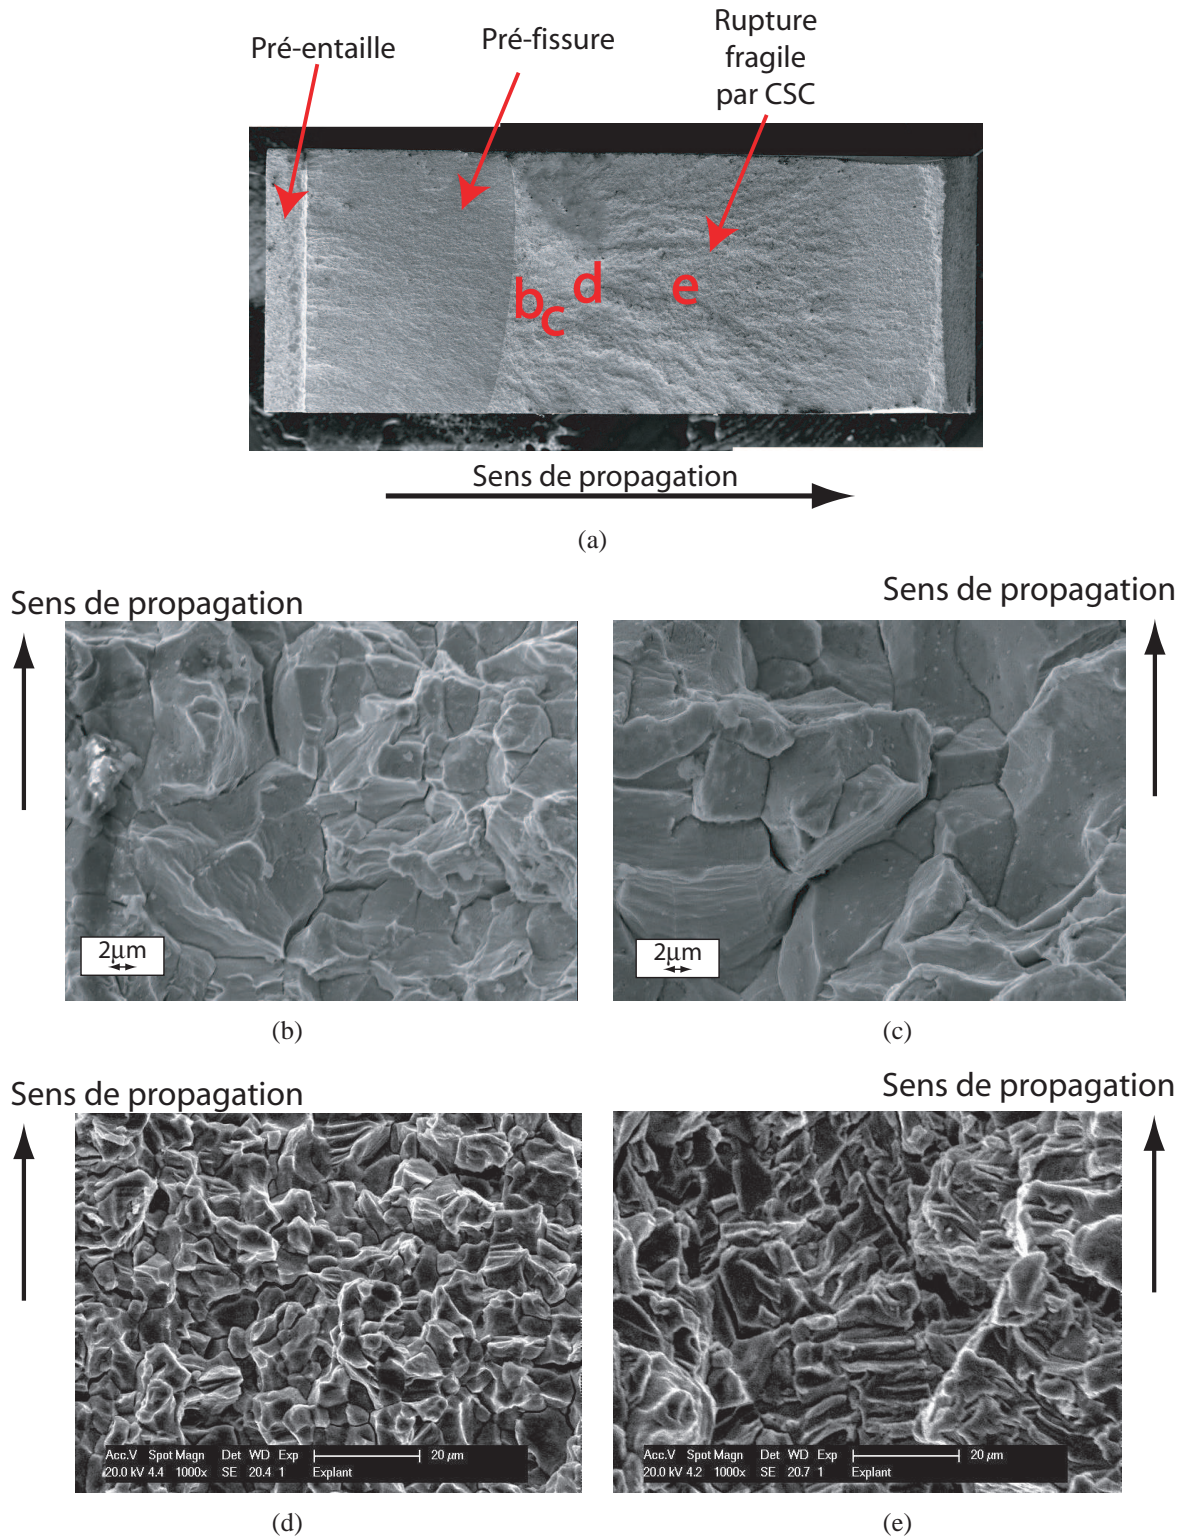 Pré-entaille
Pré-fissure
Rupture
fragile
par CSC
b
c
d
e
Sens de propagation
(a)
Sens de propagation
Sens de propagation
2µm
2µm
(b)
(c)
Sens de propagation
Sens de propagation
Acc.V Spot Magn Det WD Exp 20 µm
20.0 kV 4.4 1000x SE 20.4 1 Explant
Acc.V Spot Magn Det WD Exp 20 µm
20.0 kV 4.2 1000x SE 20.7 1 Explant
(d)
(e)